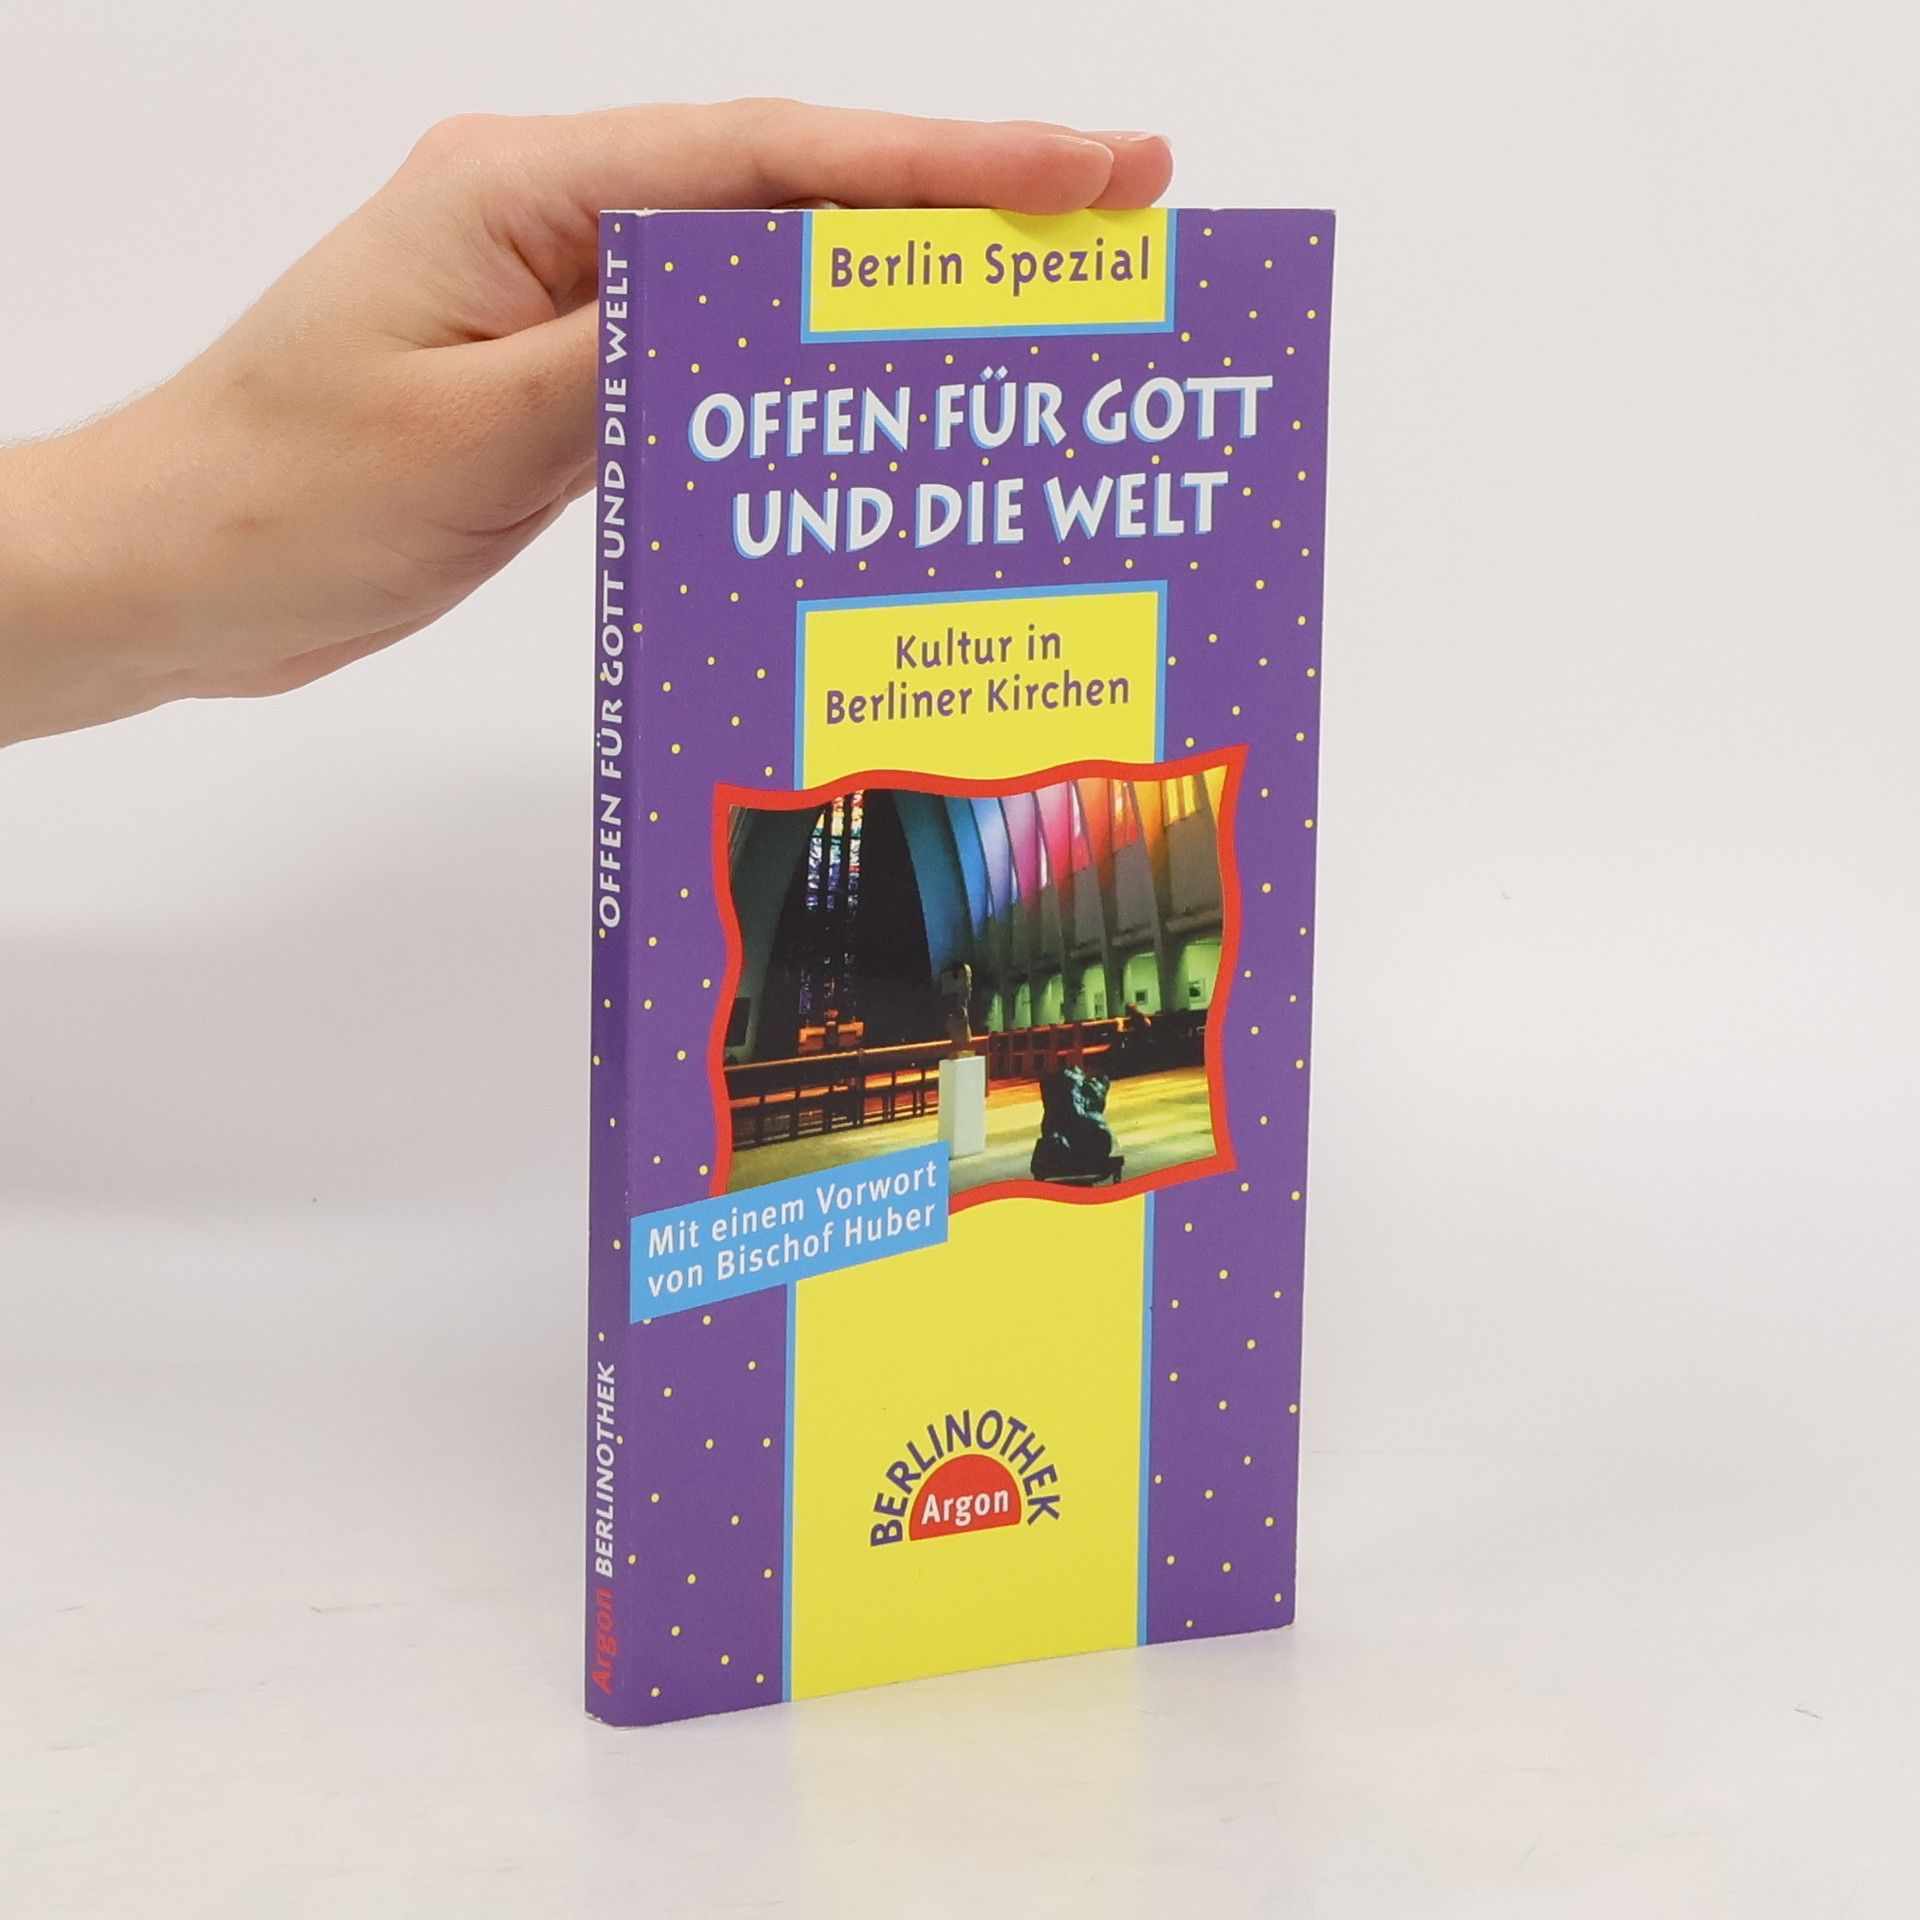 Berlin Spezial
OFFEN FÜR GOTT
UND DIE WELT
Kultur in
Berliner Kirchen
Mit einem Vorwort
von Bischof Huber
BERLINOTHEK
Argon
OFFEN FÜR GOTT UND DIE WELT
Argon BERLINOTHEK